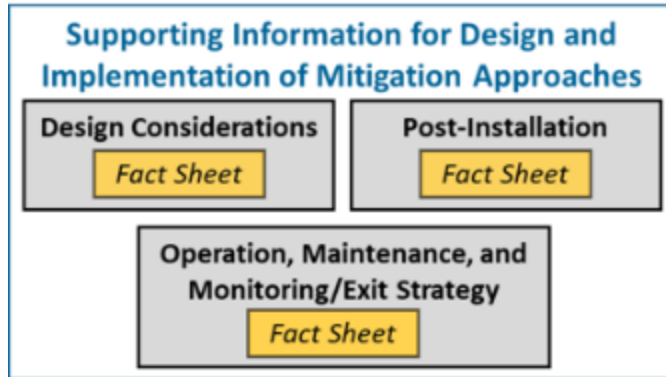 Supporting Information for Design and
Implementation of Mitigation Approaches
Design Considerations
Fact Sheet
Post-Installation
Fact Sheet
Operation, Maintenance, and
Monitoring/Exit Strategy
Fact Sheet